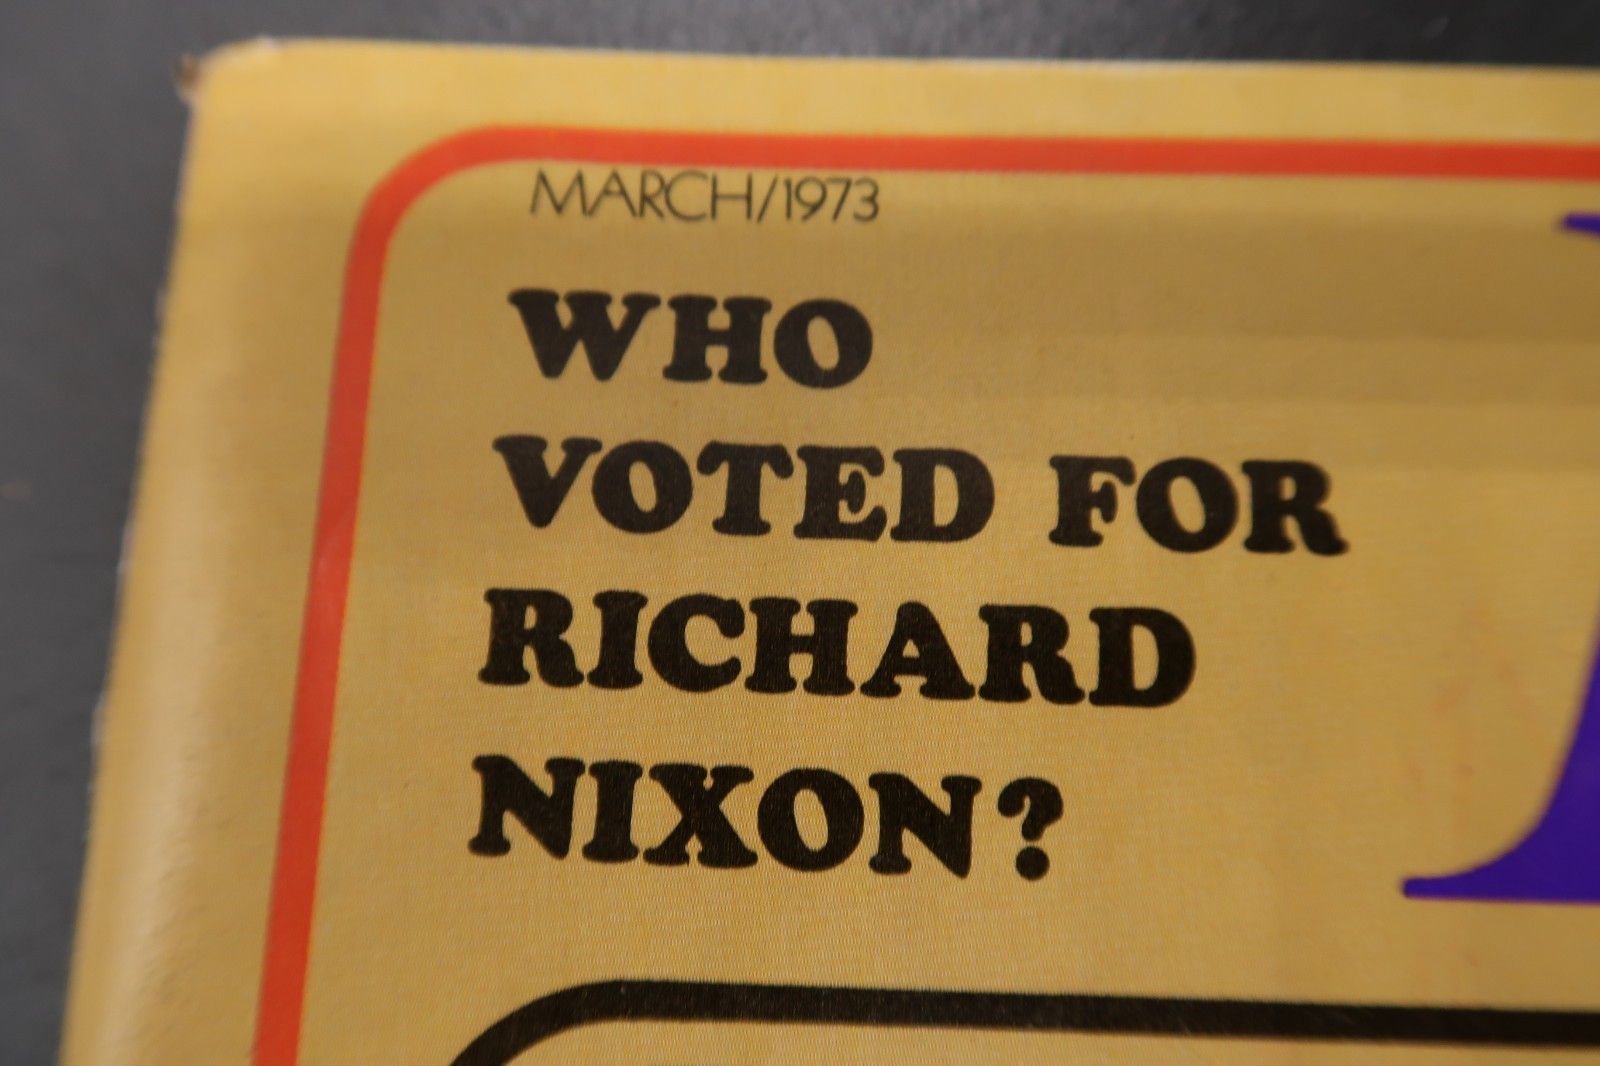 MARCH/1973
WHO
VOTED FOR
RICHARD
NIXON?